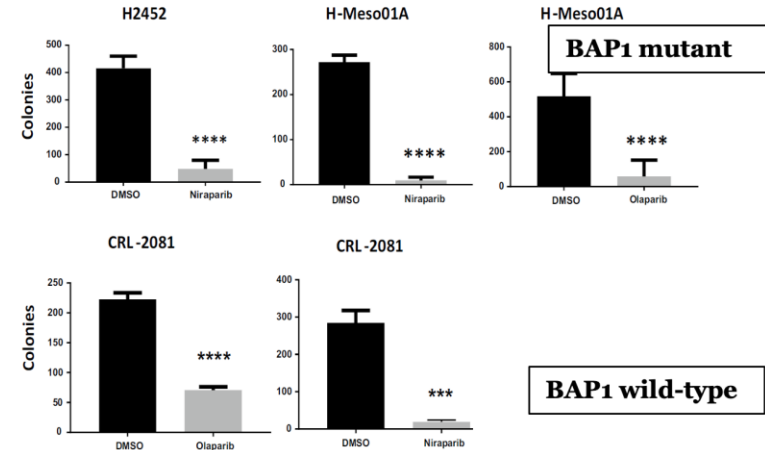 H2452
H-Meso01A
H-Meso01A
BAP1 mutant
Colonies
500
400
300
200
100
0
****
DMSO
Niraparib
300
200
100
0
****
DMSO
Niraparib
800
600
400
200
0
****
DMSO
Olaparib
CRL-2081
CRL-2081
Colonies
250
200
150
100
50
0
****
DMSO
Olaparib
400
300
200
100
0
***
DMSO
Niraparib
BAP1 wild-type